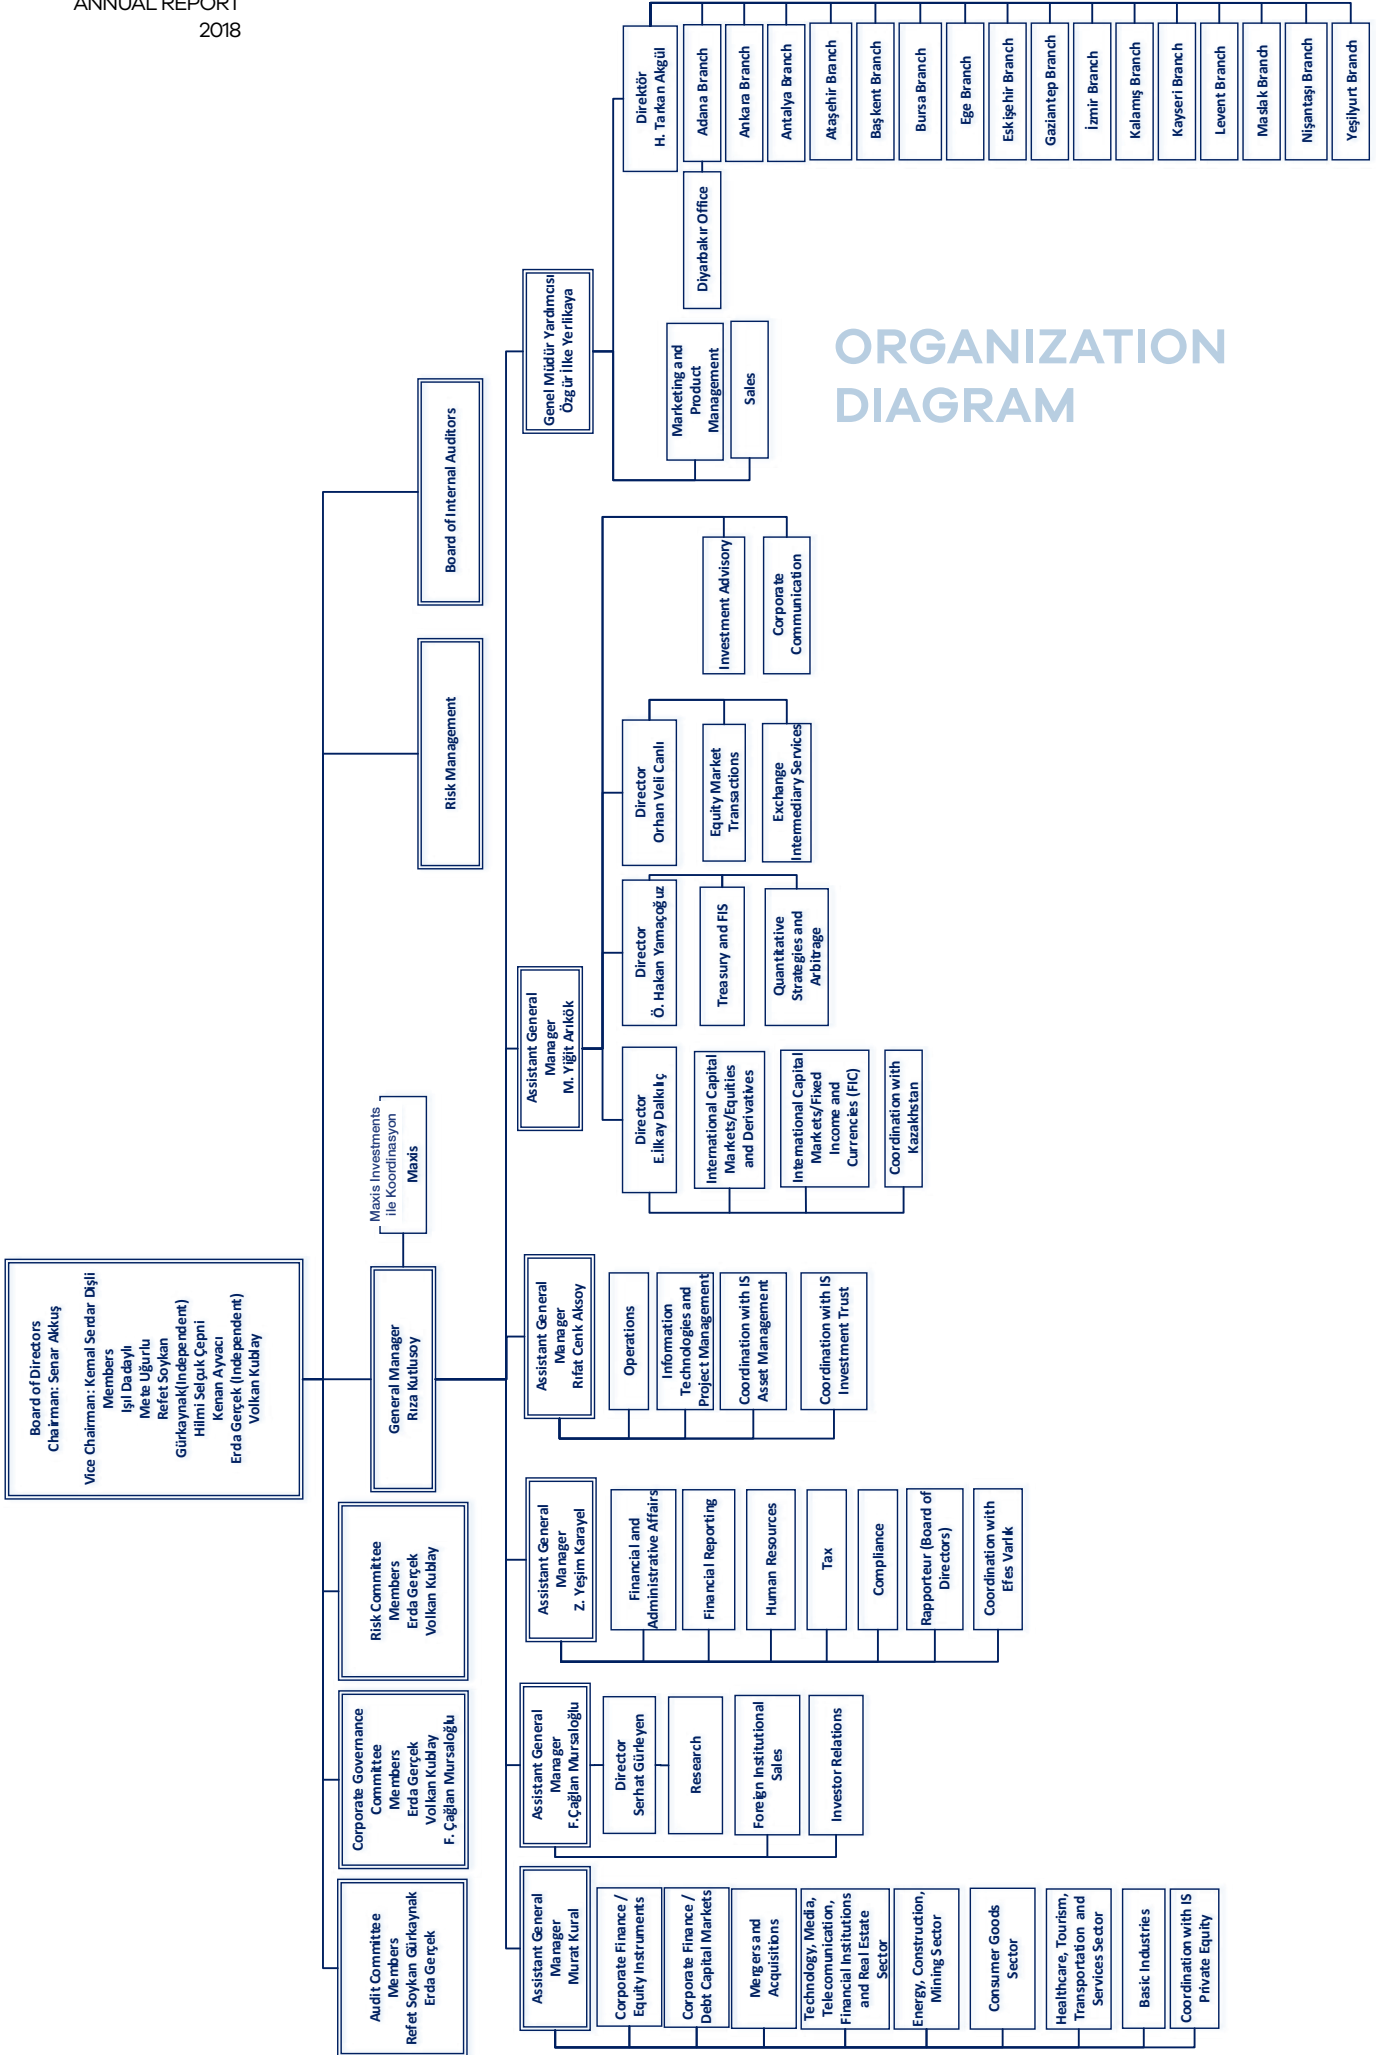 ANNUAL REPORT
2018
ORGANIZATION
DIAGRAM
Board of Directors
Chairman: Senar Akkuş
Vice Chairman: Kemal Serdar Dişli
Members
Işıl Dadaylı
Mete Uğurlu
Refet Soykan
Gürkaynak(Independent)
Hilmi Selçuk Çepni
Kenan Ayvacı
Erda Gerçek (Independent)
Volkan Kublay
Audit Committee
Members
Refet Soykan Gürkaynak
Erda Gerçek
Corporate Governance
Committee
Members
Erda Gerçek
Volkan Kublay
F. Çağlan Mursaloğlu
Risk Committee
Members
Erda Gerçek
Volkan Kublay
General Manager
Rıza Kutlusoy
Maxis Investments
ile Koordinasyon
Maxis
Risk Management
Board of Internal Auditors
Assistant General
Manager
Murat Kural
Corporate Finance /
Equity Instruments
Corporate Finance /
Debt Capital Markets
Mergers and
Acquisitions
Technology, Media,
Telecomunication,
Financial Institutions
and Real Estate
Sector
Energy, Construction,
Mining Sector
Consumer Goods
Sector
Healthcare, Tourism,
Transportation and
Services Sector
Basic Industries
Coordination with IS
Private Equity
Assistant General
Manager
F.Çağlan Mursaloğlu
Director
Serhat Gürleyen
Research
Foreign Institutional
Sales
Investor Relations
Assistant General
Manager
Z. Yeşim Karayel
Financial and
Administrative Affairs
Financial Reporting
Human Resources
Tax
Compliance
Rapporteur (Board of
Directors)
Coordination with
Efes Varlık
Assistant General
Manager
Rıfat Cenk Aksoy
Operations
Information
Technologies and
Project Management
Coordination with IS
Asset Management
Coordination with IS
Investment Trust
Assistant General
Manager
M. Yiğit Arıkök
Director
E.İlkay Dalkılıç
International Capital
Markets/Equities
and Derivatives
International Capital
Markets/Fixed
Income and
Currencies (FIC)
Coordination with
Kazakhstan
Director
Ö. Hakan Yamaçoğuz
Treasury and FIS
Quantitative
Strategies and
Arbitrage
Director
Orhan Veli Canlı
Equity Market
Transactions
Exchange
Intermediary Services
Investment Advisory
Corporate
Communication
Genel Müdür Yardımcısı
Özgür İlke Yerlikaya
Marketing and
Product
Management
Sales
Direktör
H. Tarkan Akgül
Adana Branch
Diyarbakır Office
Ankara Branch
Antalya Branch
Ataşehir Branch
Başkent Branch
Bursa Branch
Ege Branch
Eskişehir Branch
Gaziantep Branch
İzmir Branch
Kalamış Branch
Kayseri Branch
Levent Branch
Maslak Branch
Nişantaşı Branch
Yeşilyurt Branch